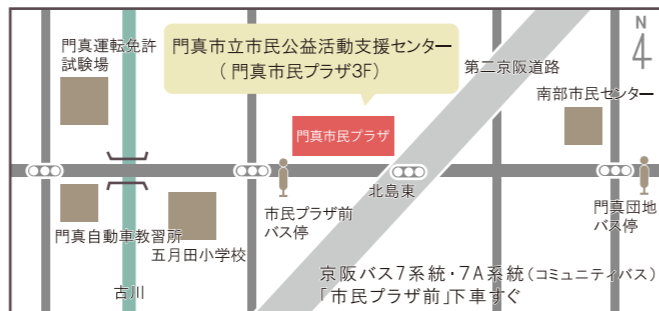 門真運転免許
試験場
門真市立市民公益活動支援センター
(門真市民プラザ3F)
第二京阪道路
N
南部市民センター
門真市民プラザ
北島東
市民プラザ前
バス停
門真団地
バス停
門真自動車教習所
五月田小学校
古川
京阪バス7系統・7A系統(コミュニティバス)
「市民プラザ前」下車すぐ